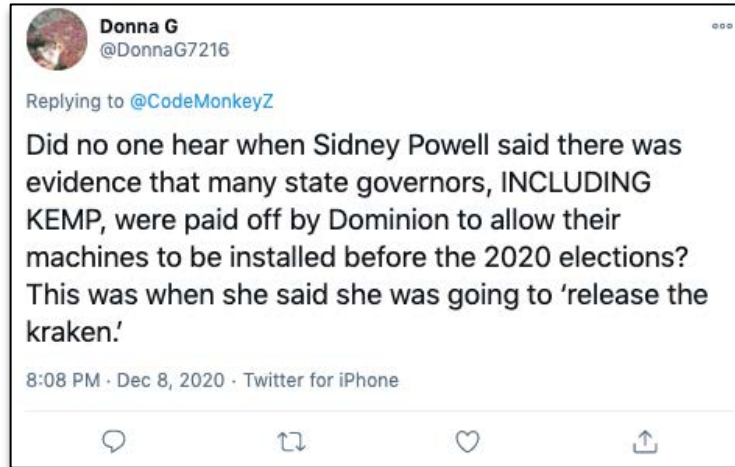 Donna G
@DonnaG7216
Replying to @CodeMonkeyZ
Did no one hear when Sidney Powell said there was
evidence that many state governors, INCLUDING
KEMP, were paid off by Dominion to allow their
machines to be installed before the 2020 elections?
This was when she said she was going to ‘release the
kraken.’
8:08 PM · Dec 8, 2020 · Twitter for iPhone